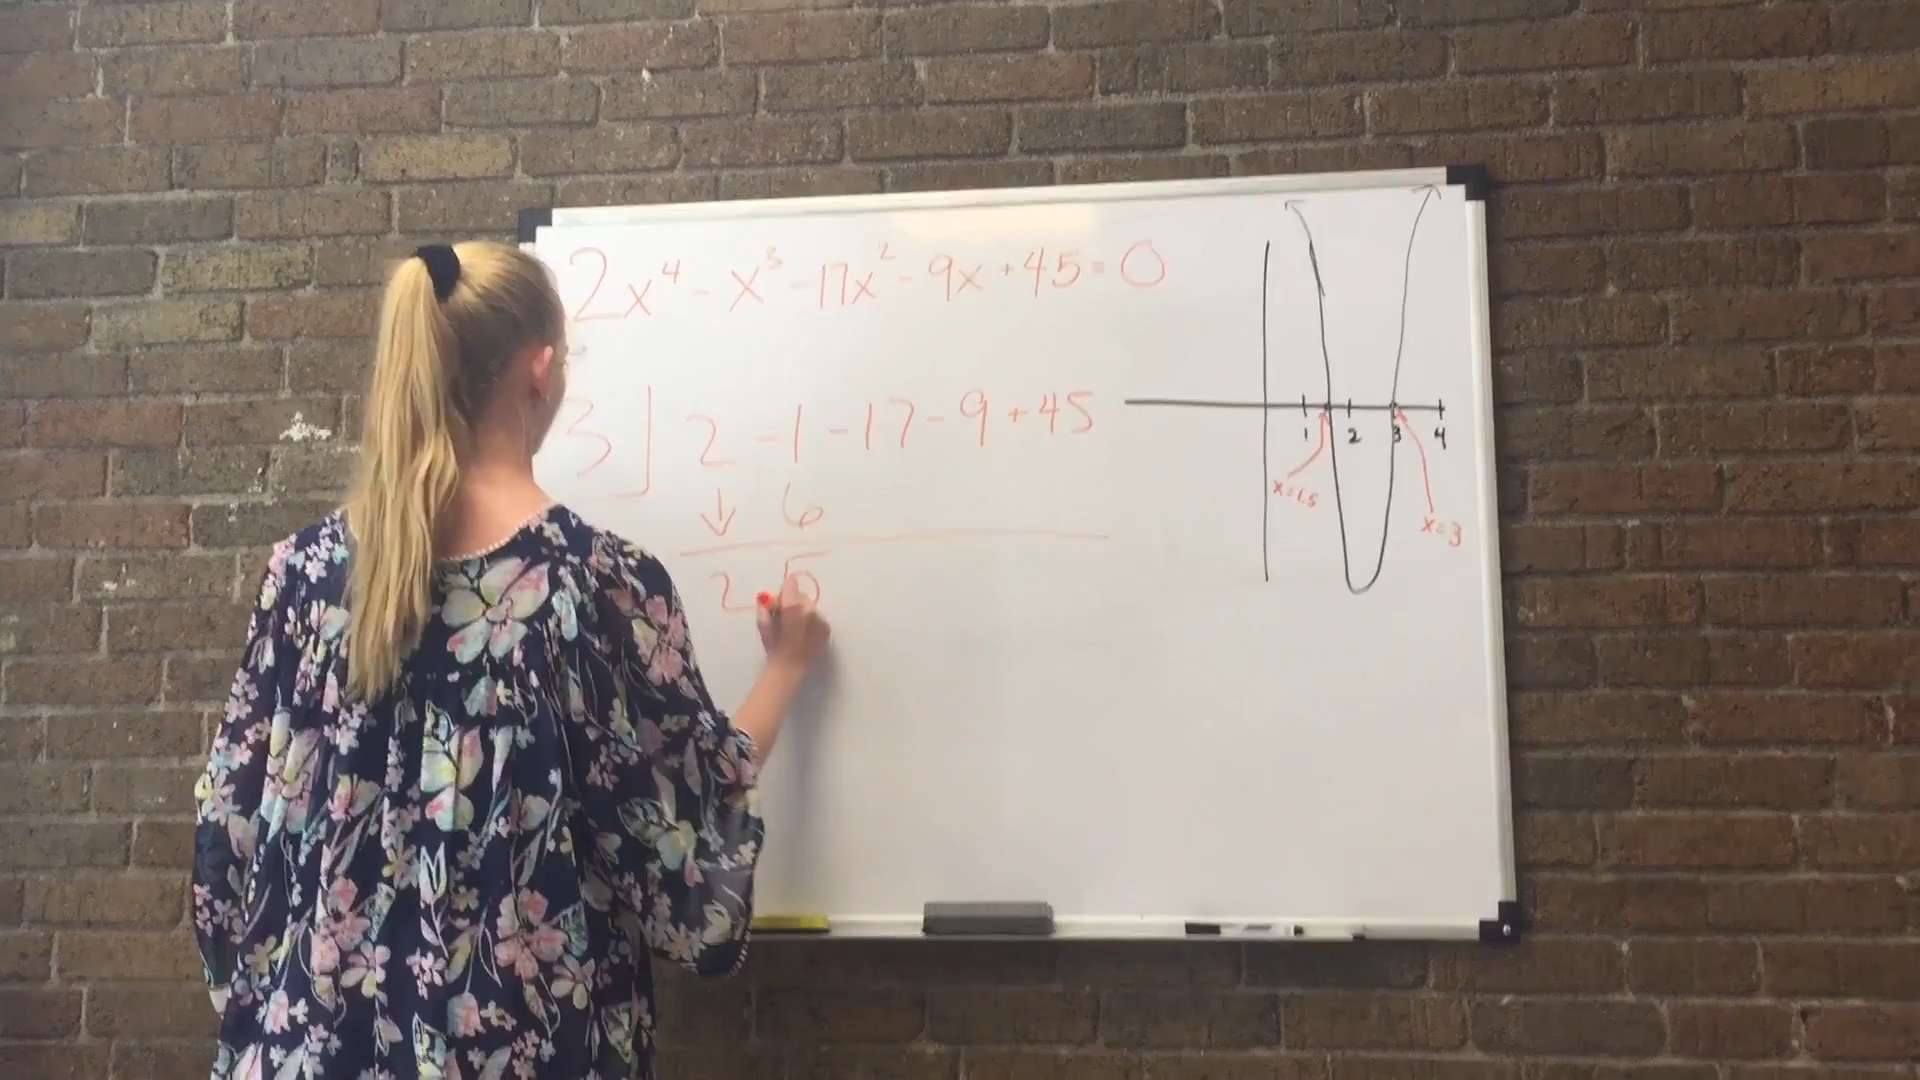 2x⁴ - x³ - 17x² - 9x + 45 = 0
3 2 - 1 - 17 - 9 + 45
↓ 6
2 5
1 2 3 4
x=1.5
x=3